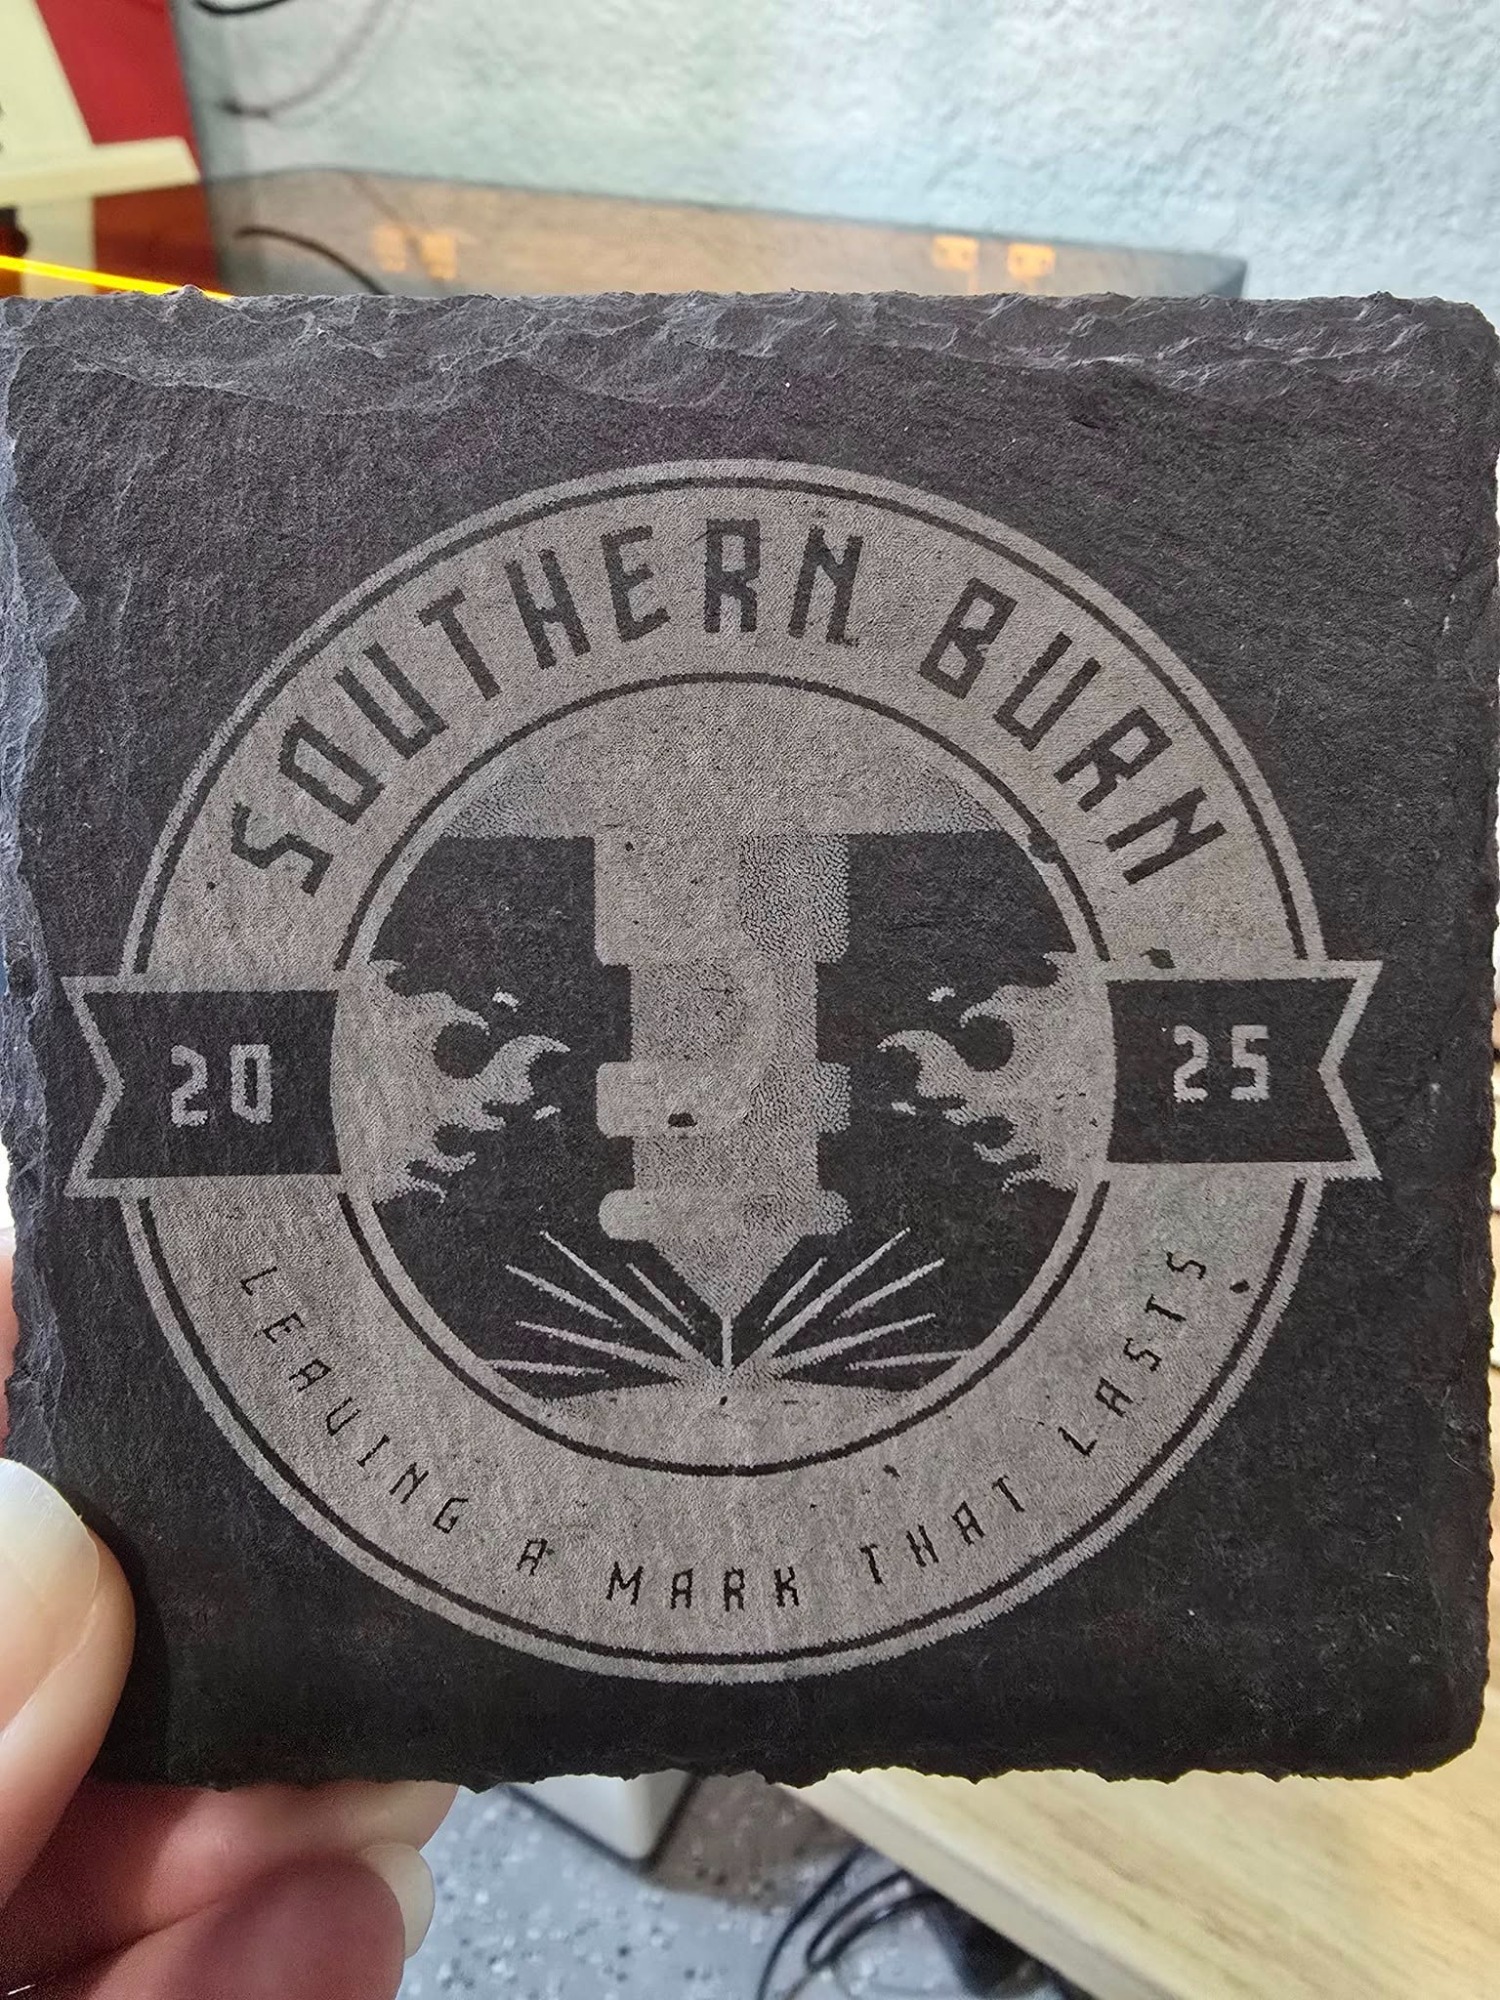 SOUTHERN BURN
20 25
LEAVING A MARK THAT LASTS